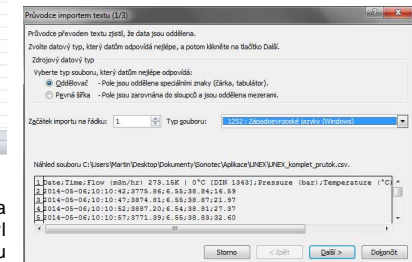 Průvodce importem textu (1/3)
Průvodce převodem textu zjistil, že data jsou oddělena.
Zvolte datový typ, který datům odpovídá nejlépe, a potom klikněte na tlačítko Další.
Zdrojový datový typ
Vyberte typ souboru, který datům nejlépe odpovídá:
Oddělovač - Pole jsou oddělena speciálními znaky (čárka, tabulátor).
Pevná šířka - Pole jsou zarovnána do sloupců a jsou oddělena mezerami.
Začátek importu na řádku: 1 Typ souboru: 1252 : Západoevropské jazyky (Windows)
Náhled souboru C:\Users\Martin\Desktop\Dokumenty\Sonotec\Aplikace\UNEX\UNEX_komplet_prutok.csv.
1 Date;Time;Flow (m3n/hr) 273.15K | 0°C [DIN 1343];Pressure (bar);Temperature (°C)
2 2014-05-06;10:10:42;3775.86;6.55;38.84;16.59
3 2014-05-06;10:10:47;3874.81;6.55;38.87;21.97
4 2014-05-06;10:10:52;3887.20;6.54;38.81;27.37
5 2014-05-06;10:10:57;3771.39;6.55;38.83;32.60
Storno < Zpět Další > Dokončit
a
l
u